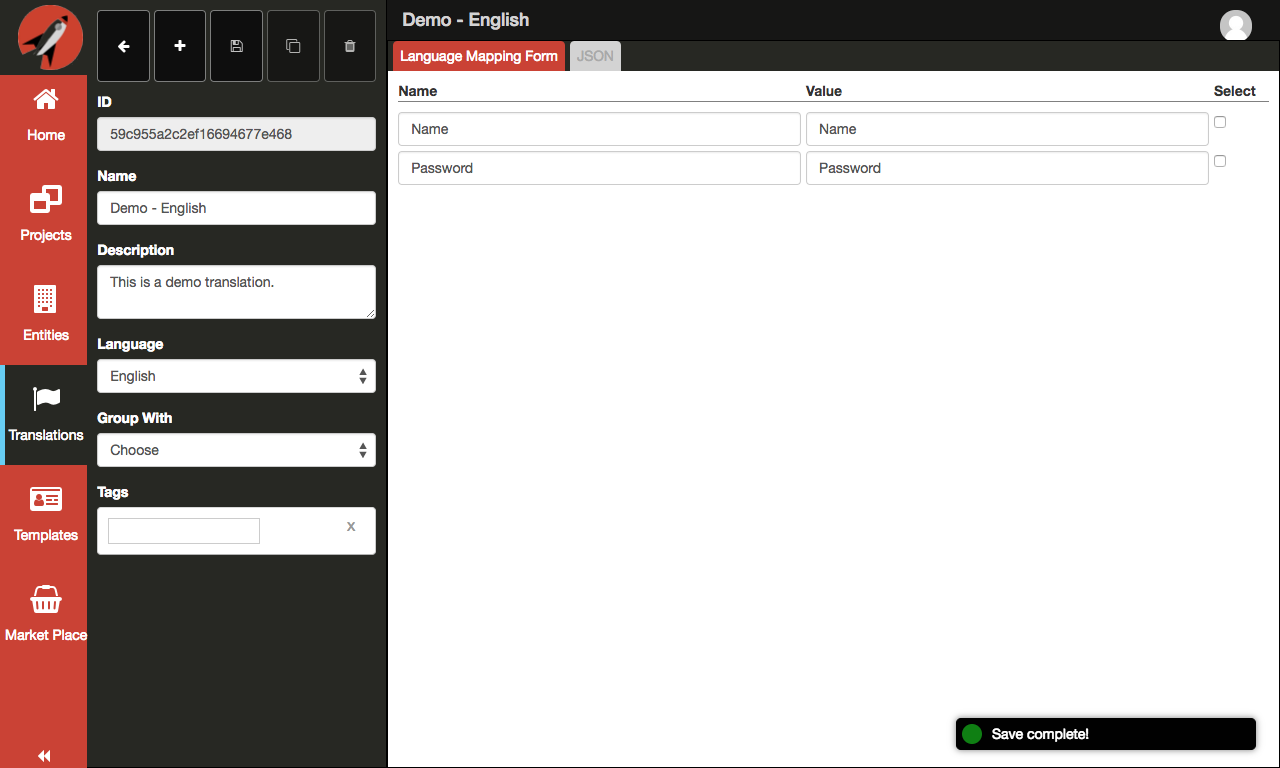 Home
Projects
Entities
Translations
Templates
Market Place
ID
59c955a2c2ef16694677e468
Name
Demo - English
Description
This is a demo translation.
Language
English
Group With
Choose
Tags
x
Demo - English
Language Mapping Form JSON
Name Value Select
Name Name
Password Password
Save complete!